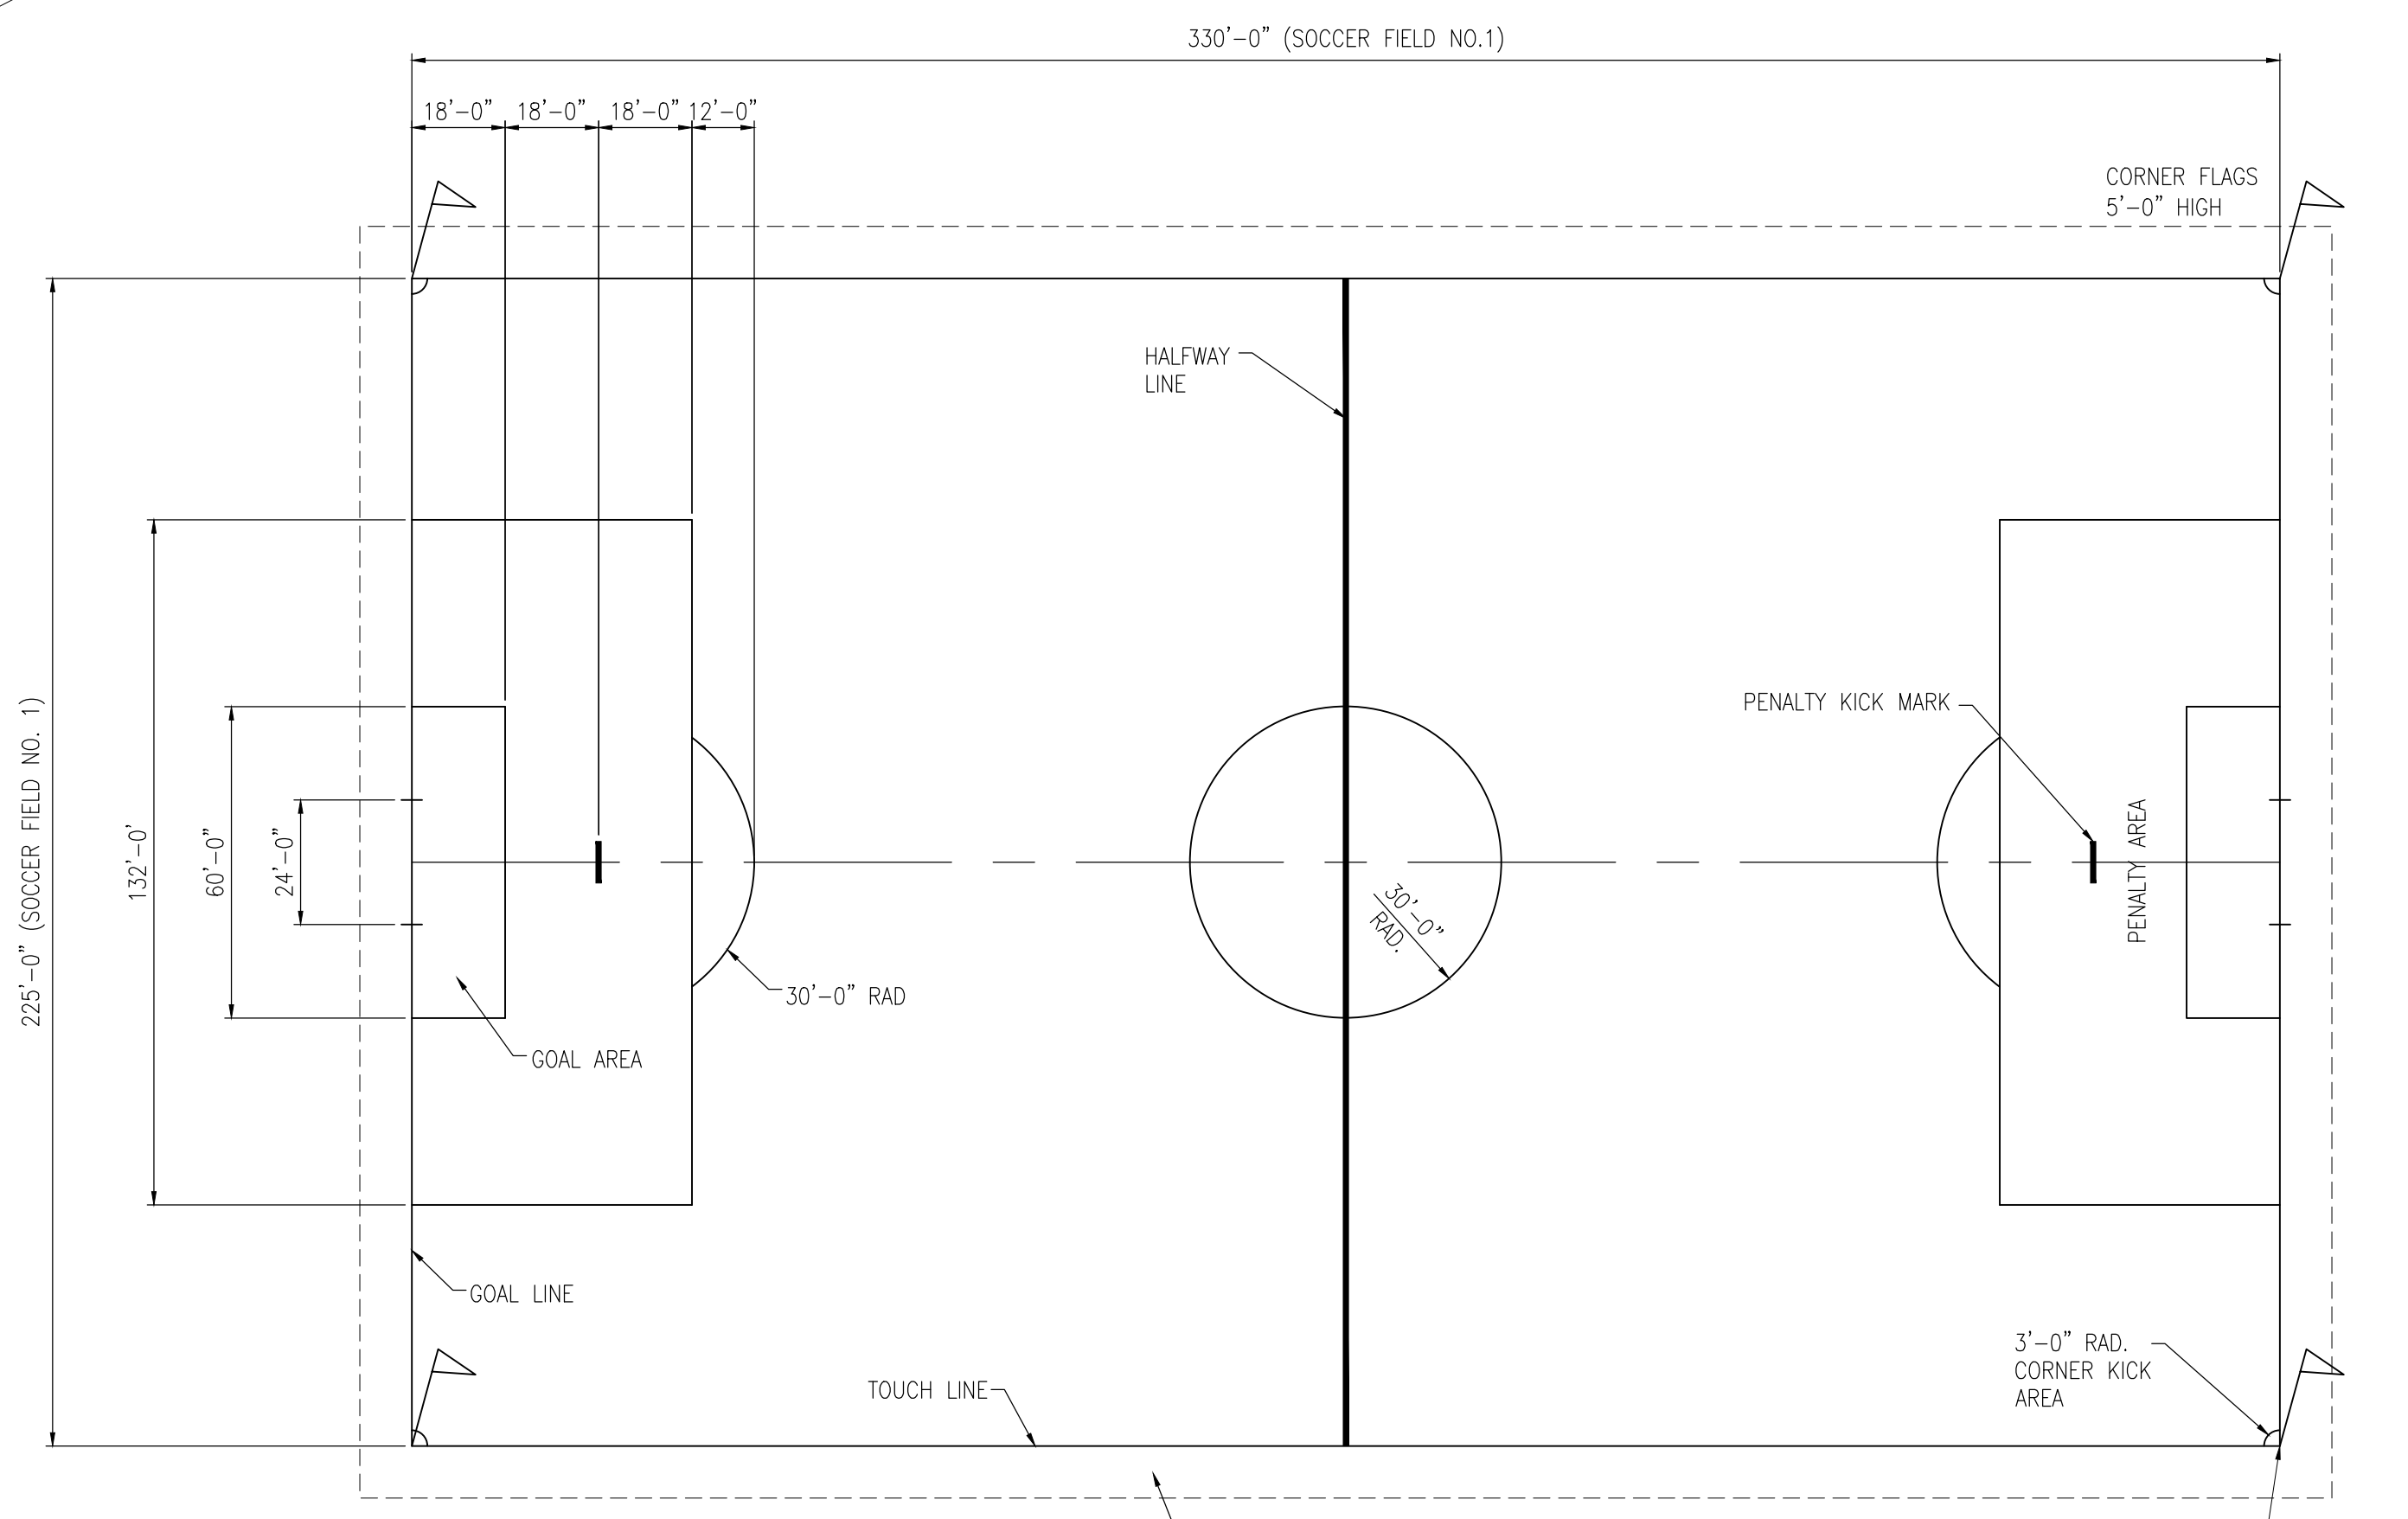 330'-0" (SOCCER FIELD NO.1)
18'-0" 18'-0" 18'-0" 12'-0"
CORNER FLAGS
5'-0" HIGH
HALFWAY
LINE
PENALTY KICK MARK
PENALTY AREA
225'-0" (SOCCER FIELD NO. 1)
132'-0'
60'-0"
24'-0"
30'-0"
RAD.
30'-0" RAD
GOAL AREA
GOAL LINE
TOUCH LINE
3'-0" RAD.
CORNER KICK
AREA